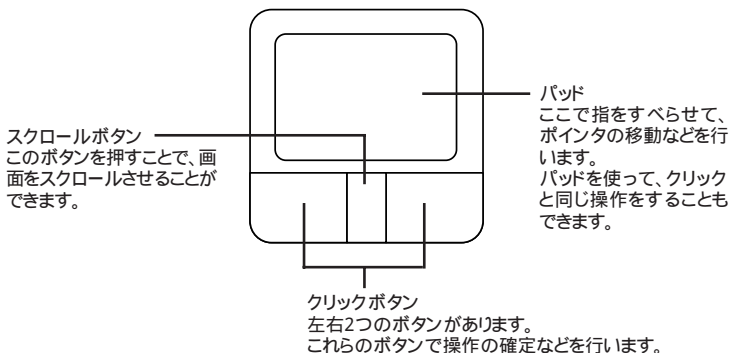 スクロールボタン
このボタンを押すことで、画
面をスクロールさせることが
できます。
パッド
ここで指をすべらせて、
ポインタの移動などを行
います。
パッドを使って、クリック
と同じ操作をすることも
できます。
クリックボタン
左右2つのボタンがあります。
これらのボタンで操作の確定などを行います。